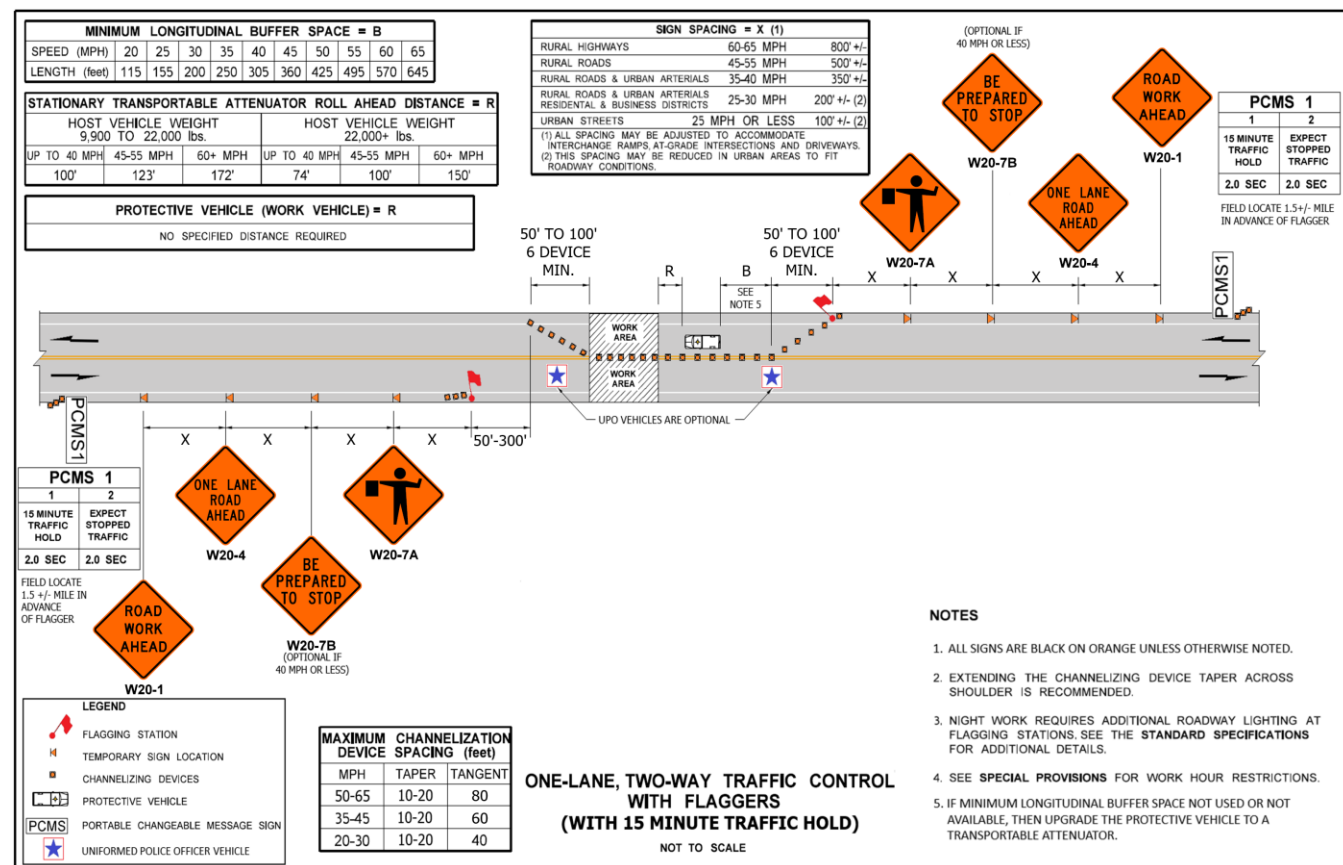 MINIMUM LONGITUDINAL BUFFER SPACE = B
SPEED (MPH) 20 25 30 35 40 45 50 55 60 65
LENGTH (feet) 115 155 200 250 305 360 425 495 570 645
STATIONARY TRANSPORTABLE ATTENUATOR ROLL AHEAD DISTANCE = R
HOST VEHICLE WEIGHT
9,900 TO 22,000 lbs.
HOST VEHICLE WEIGHT
22,000+ lbs.
UP TO 40 MPH 45-55 MPH 60+ MPH UP TO 40 MPH 45-55 MPH 60+ MPH
100' 123' 172' 74' 100' 150'
PROTECTIVE VEHICLE (WORK VEHICLE) = R
NO SPECIFIED DISTANCE REQUIRED
SIGN SPACING = X (1)
RURAL HIGHWAYS 60-65 MPH 800' +/-
RURAL ROADS 45-55 MPH 500' +/-
RURAL ROADS & URBAN ARTERIALS 35-40 MPH 350' +/-
RURAL ROADS & URBAN ARTERIALS
RESIDENTAL & BUSINESS DISTRICTS 25-30 MPH 200' +/- (2)
URBAN STREETS 25 MPH OR LESS 100' +/- (2)
(1) ALL SPACING MAY BE ADJUSTED TO ACCOMMODATE
INTERCHANGE RAMPS, AT-GRADE INTERSECTIONS AND DRIVEWAYS.
(2) THIS SPACING MAY BE REDUCED IN URBAN AREAS TO FIT
ROADWAY CONDITIONS.
(OPTIONAL IF
40 MPH OR LESS)
BE
PREPARED
TO STOP
W20-7B
ROAD
WORK
AHEAD
W20-1
W20-7A
ONE LANE
ROAD
AHEAD
W20-4
PCMS 1
1 2
15 MINUTE
TRAFFIC
HOLD
EXPECT
STOPPED
TRAFFIC
2.0 SEC 2.0 SEC
FIELD LOCATE 1.5+/- MILE
IN ADVANCE OF FLAGGER
50' TO 100'
6 DEVICE
MIN.
R
B
SEE
NOTE 5
50' TO 100'
6 DEVICE
MIN.
X X X X
PCMS1
WORK
AREA
WORK
AREA
UPO VEHICLES ARE OPTIONAL
PCMS1
X X X X 50'-300'
PCMS 1
1 2
15 MINUTE
TRAFFIC
HOLD
EXPECT
STOPPED
TRAFFIC
2.0 SEC 2.0 SEC
FIELD LOCATE
1.5 +/- MILE IN
ADVANCE
OF FLAGGER
ROAD
WORK
AHEAD
W20-1
ONE LANE
ROAD
AHEAD
W20-4
BE
PREPARED
TO STOP
W20-7B
(OPTIONAL IF
40 MPH OR LESS)
W20-7A
LEGEND
FLAGGING STATION
TEMPORARY SIGN LOCATION
CHANNELIZING DEVICES
PROTECTIVE VEHICLE
PCMS PORTABLE CHANGEABLE MESSAGE SIGN
UNIFORMED POLICE OFFICER VEHICLE
MAXIMUM CHANNELIZATION
DEVICE SPACING (feet)
MPH TAPER TANGENT
50-65 10-20 80
35-45 10-20 60
20-30 10-20 40
ONE-LANE, TWO-WAY TRAFFIC CONTROL
WITH FLAGGERS
(WITH 15 MINUTE TRAFFIC HOLD)
NOT TO SCALE
NOTES
1. ALL SIGNS ARE BLACK ON ORANGE UNLESS OTHERWISE NOTED.
2. EXTENDING THE CHANNELIZING DEVICE TAPER ACROSS
SHOULDER IS RECOMMENDED.
3. NIGHT WORK REQUIRES ADDITIONAL ROADWAY LIGHTING AT
FLAGGING STATIONS. SEE THE STANDARD SPECIFICATIONS
FOR ADDITIONAL DETAILS.
4. SEE SPECIAL PROVISIONS FOR WORK HOUR RESTRICTIONS.
5. IF MINIMUM LONGITUDINAL BUFFER SPACE NOT USED OR NOT
AVAILABLE, THEN UPGRADE THE PROTECTIVE VEHICLE TO A
TRANSPORTABLE ATTENUATOR.